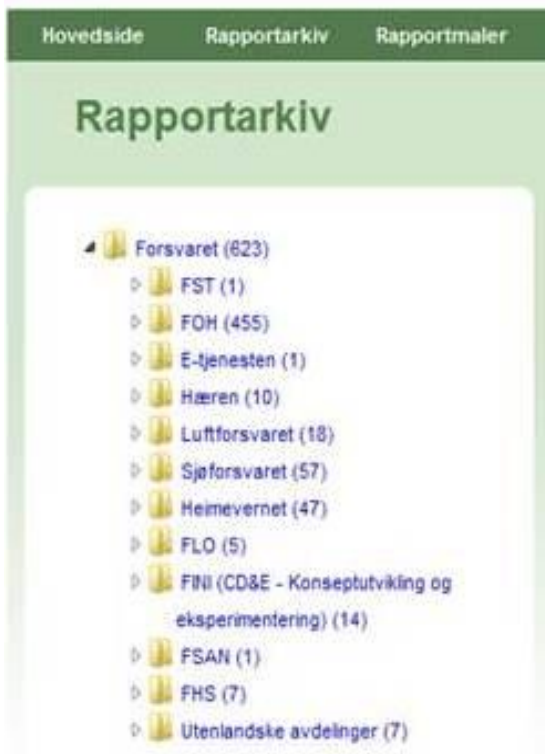 Hovedside Rapportarkiv Rapportmaler
Rapportarkiv
Forsvaret (623)
FST (1)
FOH (455)
E-tjenesten (1)
Hæren (10)
Luftforsvaret (18)
Sjøforsvaret (57)
Heimevernet (47)
FLO (5)
FINI (CD&E - Konseptutvikling og
eksperimentering) (14)
FSAN (1)
FHS (7)
Utenlandske avdelinger (7)